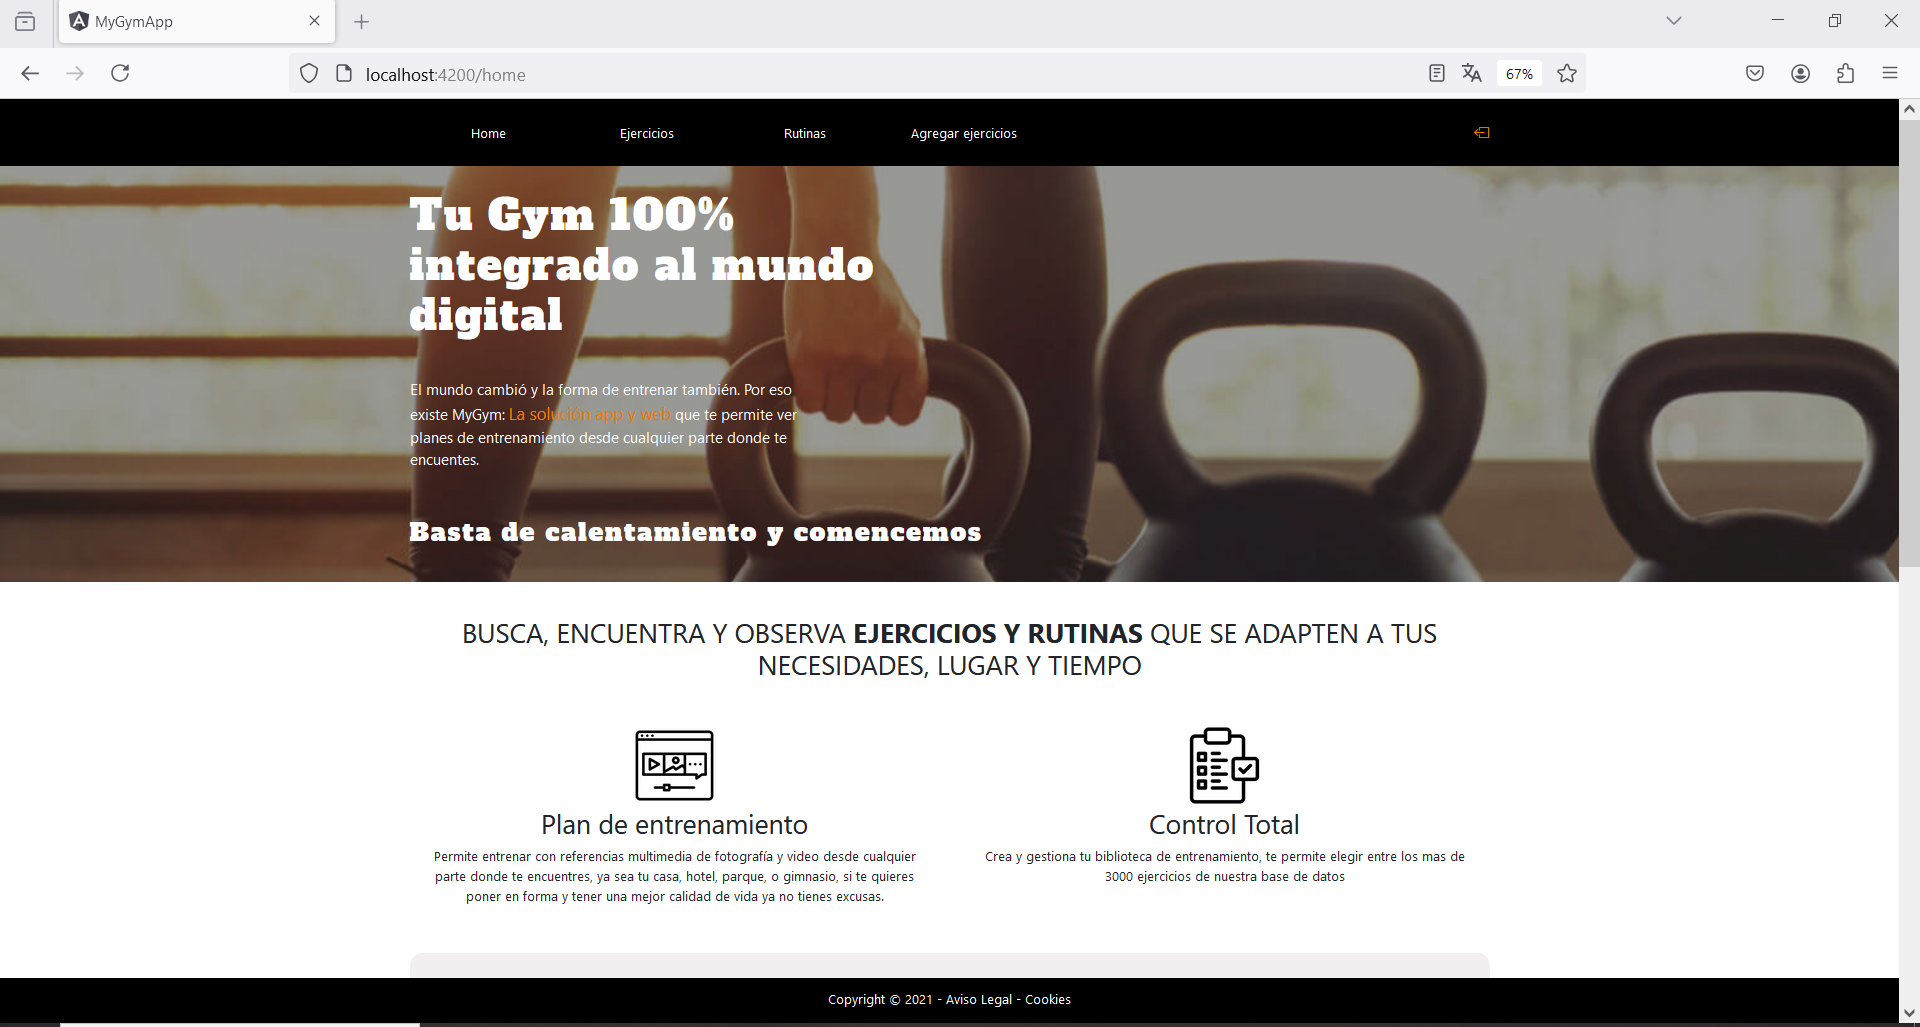 MyGymApp
localhost:4200/home
67%
Home
Ejercicios
Rutinas
Agregar ejercicios
Tu Gym 100%
integrado al mundo
digital
El mundo cambió y la forma de entrenar también. Por eso
existe MyGym: La solución app y web que te permite ver
planes de entrenamiento desde cualquier parte donde te
encuentes.
Basta de calentamiento y comencemos
BUSCA, ENCUENTRA Y OBSERVA EJERCICIOS Y RUTINAS QUE SE ADAPTEN A TUS
NECESIDADES, LUGAR Y TIEMPO
Plan de entrenamiento
Permite entrenar con referencias multimedia de fotografía y video desde cualquier
parte donde te encuentres, ya sea tu casa, hotel, parque, o gimnasio, si te quieres
poner en forma y tener una mejor calidad de vida ya no tienes excusas.
Control Total
Crea y gestiona tu biblioteca de entrenamiento, te permite elegir entre los mas de
3000 ejercicios de nuestra base de datos
Copyright © 2021 - Aviso Legal - Cookies